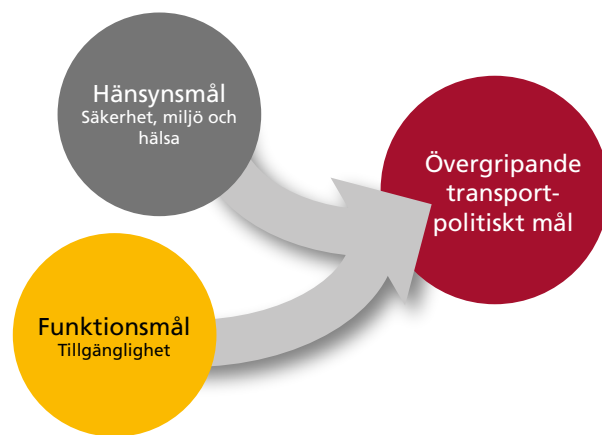 Hänsynsmål
Säkerhet, miljö och
hälsa
Övergripande
transport-
politiskt mål
Funktionsmål
Tillgänglighet